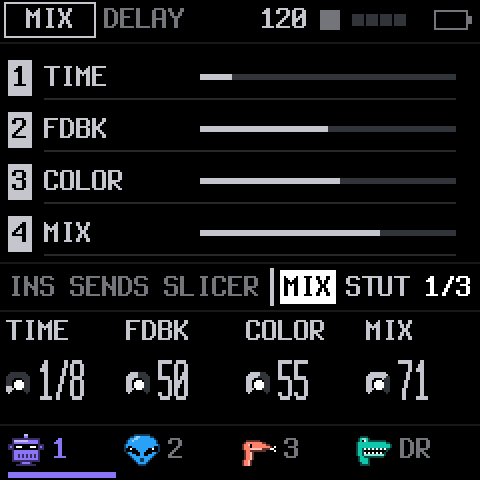 MIX DELAY 120
1 TIME
2 FDBK
3 COLOR
4 MIX
INS SENDS SLICER MIX STUT 1/3
TIME FDBK COLOR MIX
1/8 50 55 71
1 2 3 DR